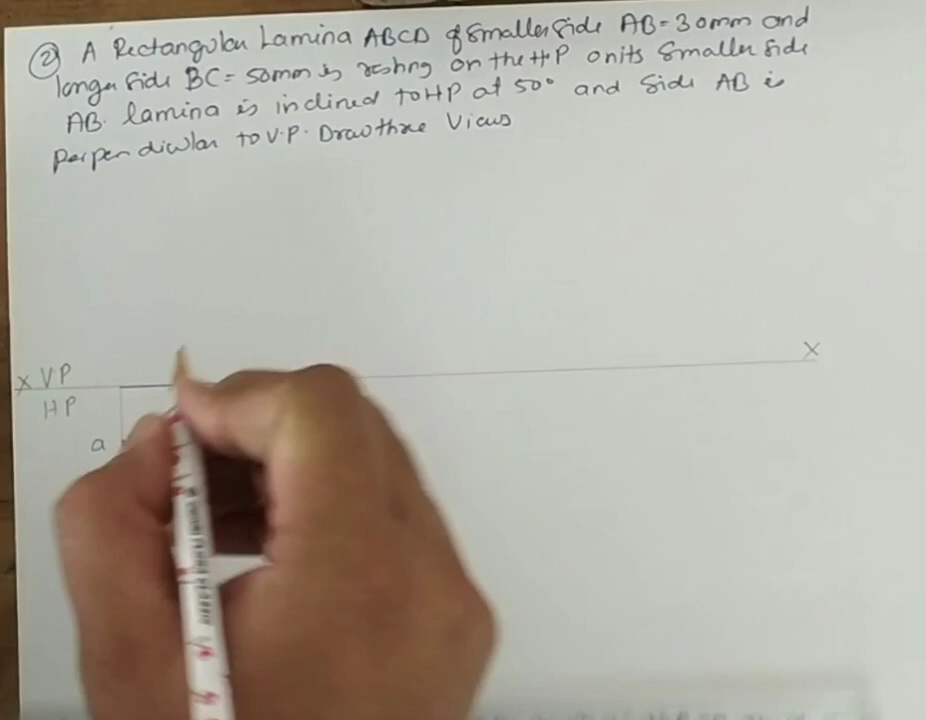 ② A Rectangular Lamina ABCD of Smaller Side AB=30mm and
longer Side BC=50mm is resting on the HP on its Smaller Side
AB. lamina is inclined to HP at 50° and Side AB is
perpendicular to V.P. Draw three Views
X
X VP
HP
a